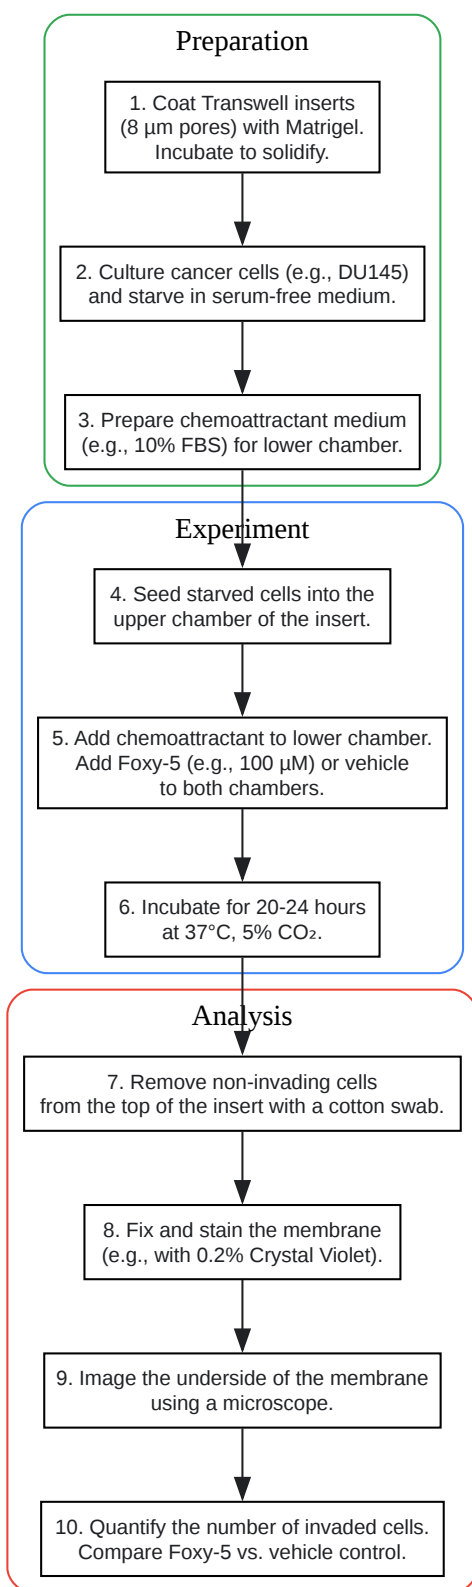 Preparation
1. Coat Transwell inserts
(8 µm pores) with Matrigel.
Incubate to solidify.
2. Culture cancer cells (e.g., DU145)
and starve in serum-free medium.
3. Prepare chemoattractant medium
(e.g., 10% FBS) for lower chamber.
Experiment
4. Seed starved cells into the
upper chamber of the insert.
5. Add chemoattractant to lower chamber.
Add Foxy-5 (e.g., 100 µM) or vehicle
to both chambers.
6. Incubate for 20-24 hours
at 37°C, 5% CO₂.
Analysis
7. Remove non-invading cells
from the top of the insert with a cotton swab.
8. Fix and stain the membrane
(e.g., with 0.2% Crystal Violet).
9. Image the underside of the membrane
using a microscope.
10. Quantify the number of invaded cells.
Compare Foxy-5 vs. vehicle control.